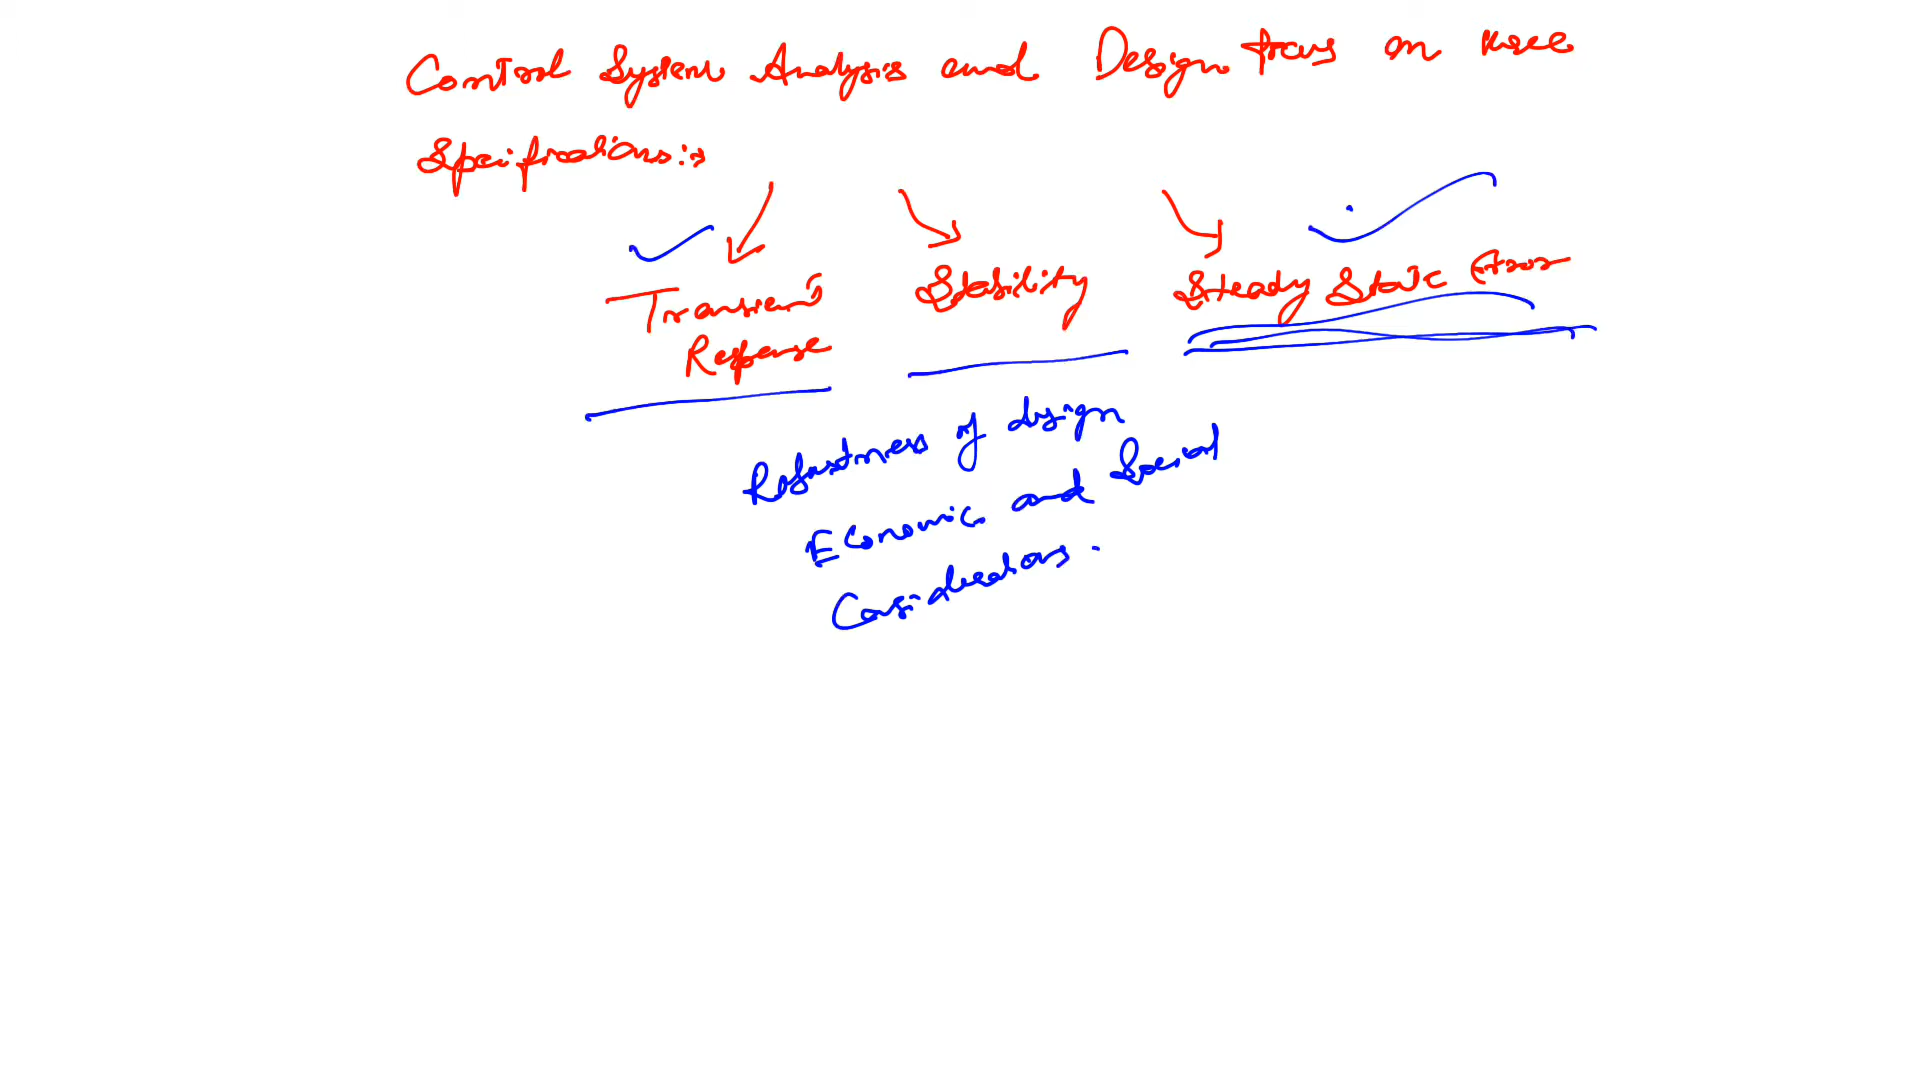 Control System Analysis and Design focus on three
Specifications:-
Transient Stability Steady State Error
Response
Robustness of design
Economic and Social
Considerations.